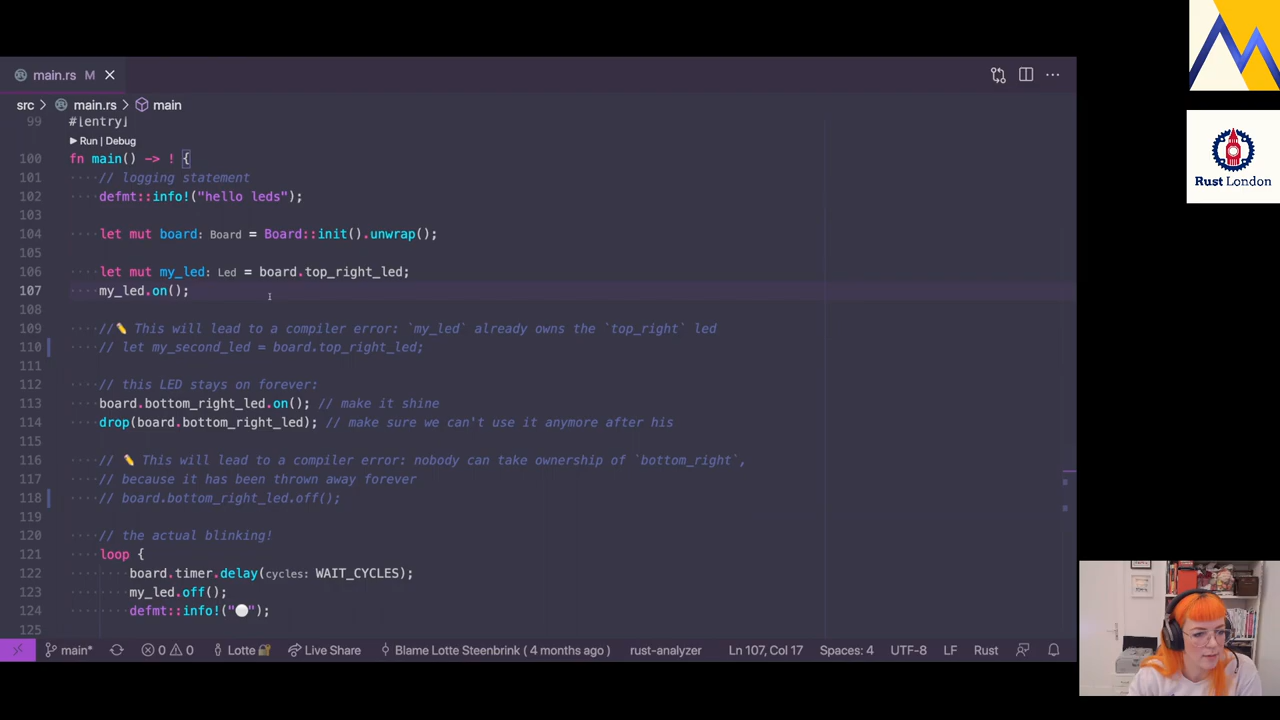 main.rs M
src > main.rs > main
99 #[entry]
Run | Debug
100 fn main() -> ! {
101 // logging statement
102 defmt::info!("hello leds");
103
104 let mut board: Board = Board::init().unwrap();
105
106 let mut my_led: Led = board.top_right_led;
107 my_led.on();
108
109 //✏️ This will lead to a compiler error: `my_led` already owns the `top_right` led
110 // let my_second_led = board.top_right_led;
111
112 // this LED stays on forever:
113 board.bottom_right_led.on(); // make it shine
114 drop(board.bottom_right_led); // make sure we can't use it anymore after his
115
116 // ✏️ This will lead to a compiler error: nobody can take ownership of `bottom_right`,
117 // because it has been thrown away forever
118 // board.bottom_right_led.off();
119
120 // the actual blinking!
121 loop {
122 board.timer.delay(cycles: WAIT_CYCLES);
123 my_led.off();
124 defmt::info!("⚪");
125
main* 0 0 Lotte🔐 Live Share Blame Lotte Steenbrink ( 4 months ago ) rust-analyzer Ln 107, Col 17 Spaces: 4 UTF-8 LF Rust
Rust London